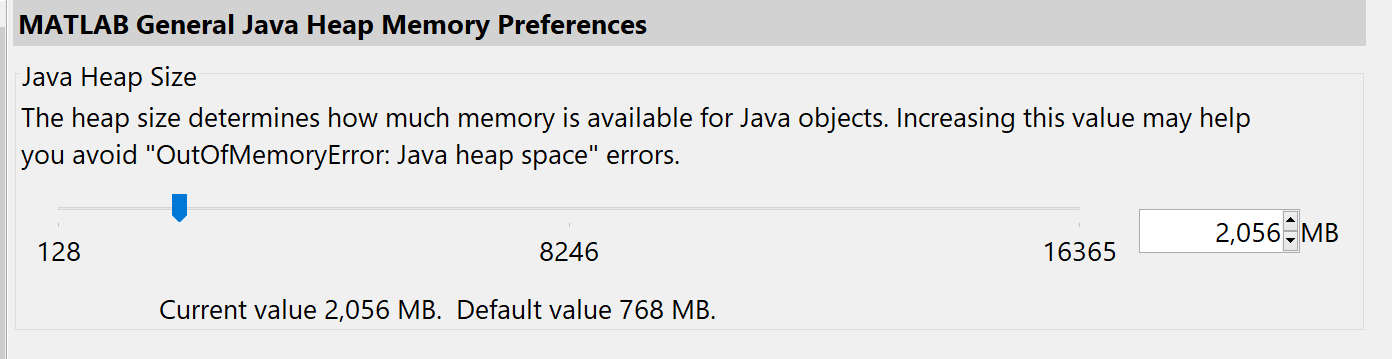 MATLAB General Java Heap Memory Preferences
Java Heap Size
The heap size determines how much memory is available for Java objects. Increasing this value may help
you avoid "OutOfMemoryError: Java heap space" errors.
2,056 MB
128 8246 16365
Current value 2,056 MB. Default value 768 MB.